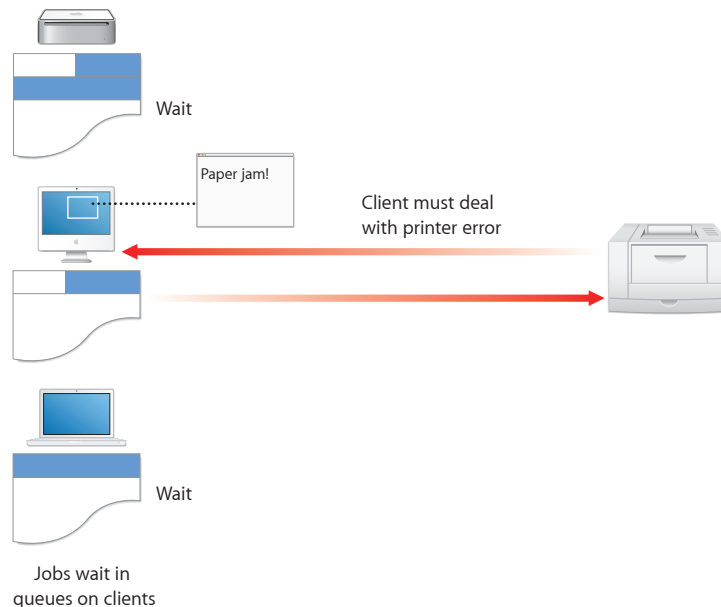 Wait
Paper jam!
Client must deal
with printer error
Wait
Jobs wait in
queues on clients